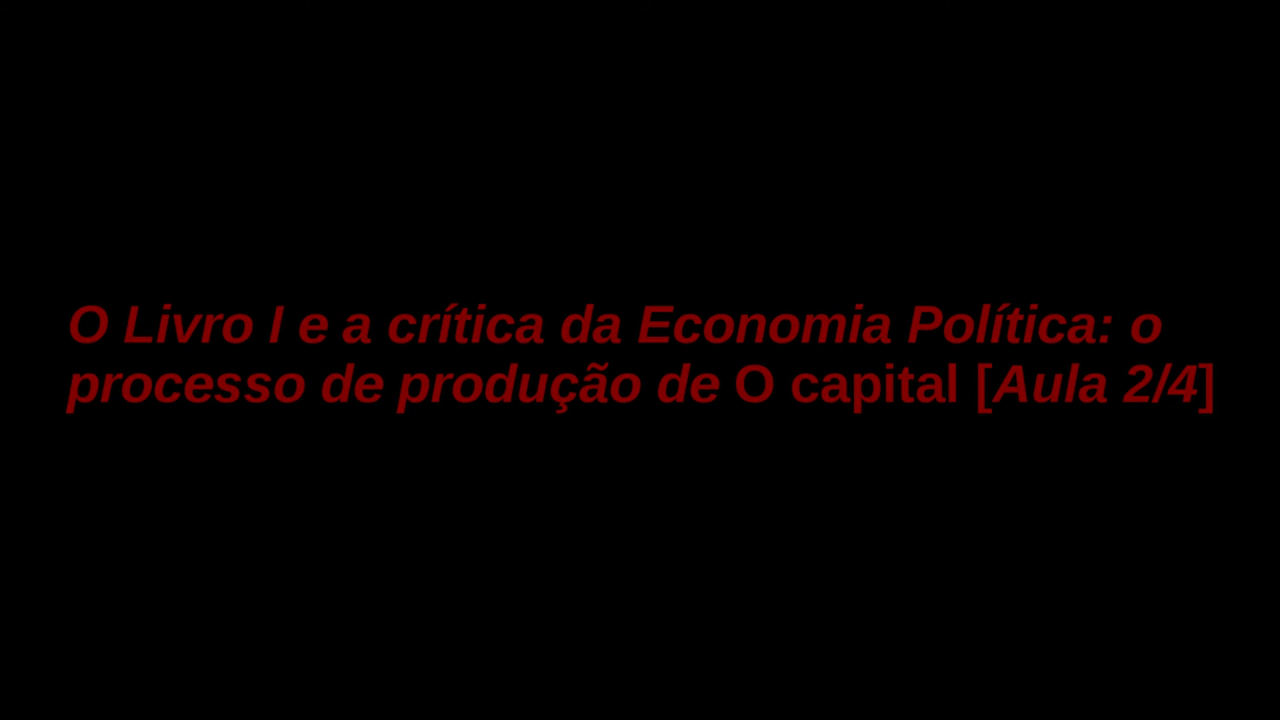 O Livro I e a crítica da Economia Política: o
processo de produção de O capital [Aula 2/4]